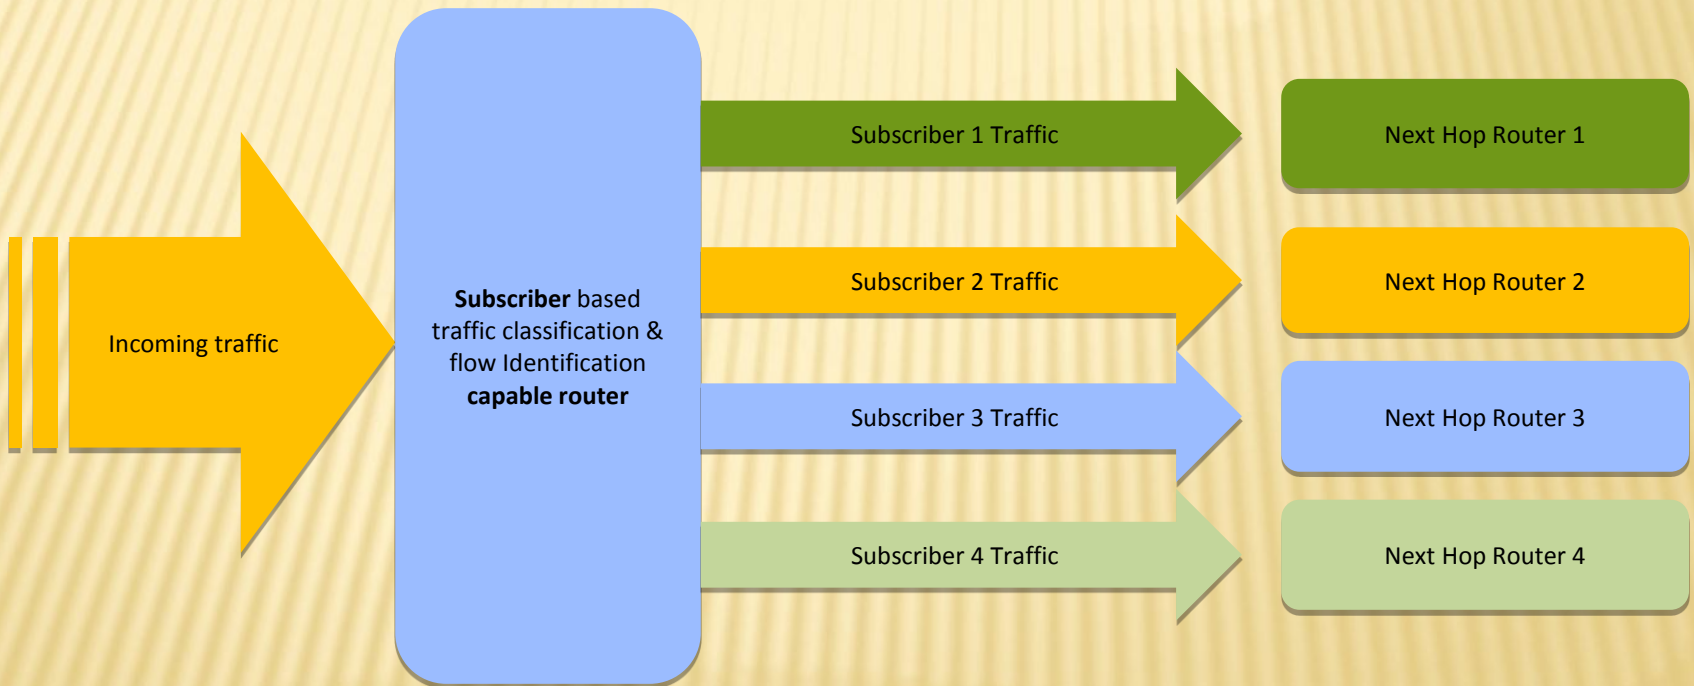 Incoming traffic
Subscriber based
traffic classification &
flow Identification
capable router
Subscriber 1 Traffic
Next Hop Router 1
Subscriber 2 Traffic
Next Hop Router 2
Subscriber 3 Traffic
Next Hop Router 3
Subscriber 4 Traffic
Next Hop Router 4